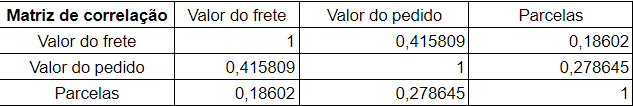 Matriz de correlação Valor do frete Valor do pedido Parcelas
Valor do frete 1 0,415809 0,18602
Valor do pedido 0,415809 1 0,278645
Parcelas 0,18602 0,278645 1